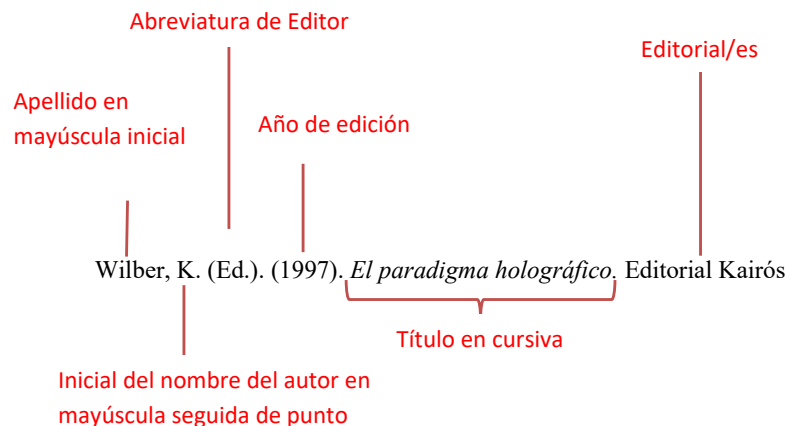 Abreviatura de Editor
Editorial/es
Apellido en
mayúscula inicial
Año de edición
Wilber, K. (Ed.). (1997). El paradigma holográfico. Editorial Kairós
Título en cursiva
Inicial del nombre del autor en
mayúscula seguida de punto